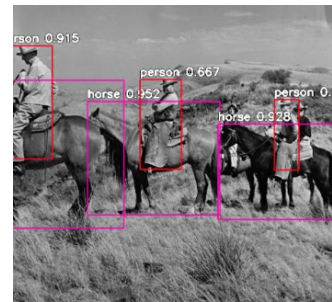 rson 0.915
person 0.667
horse 0.952
person 0.
horse 0.928